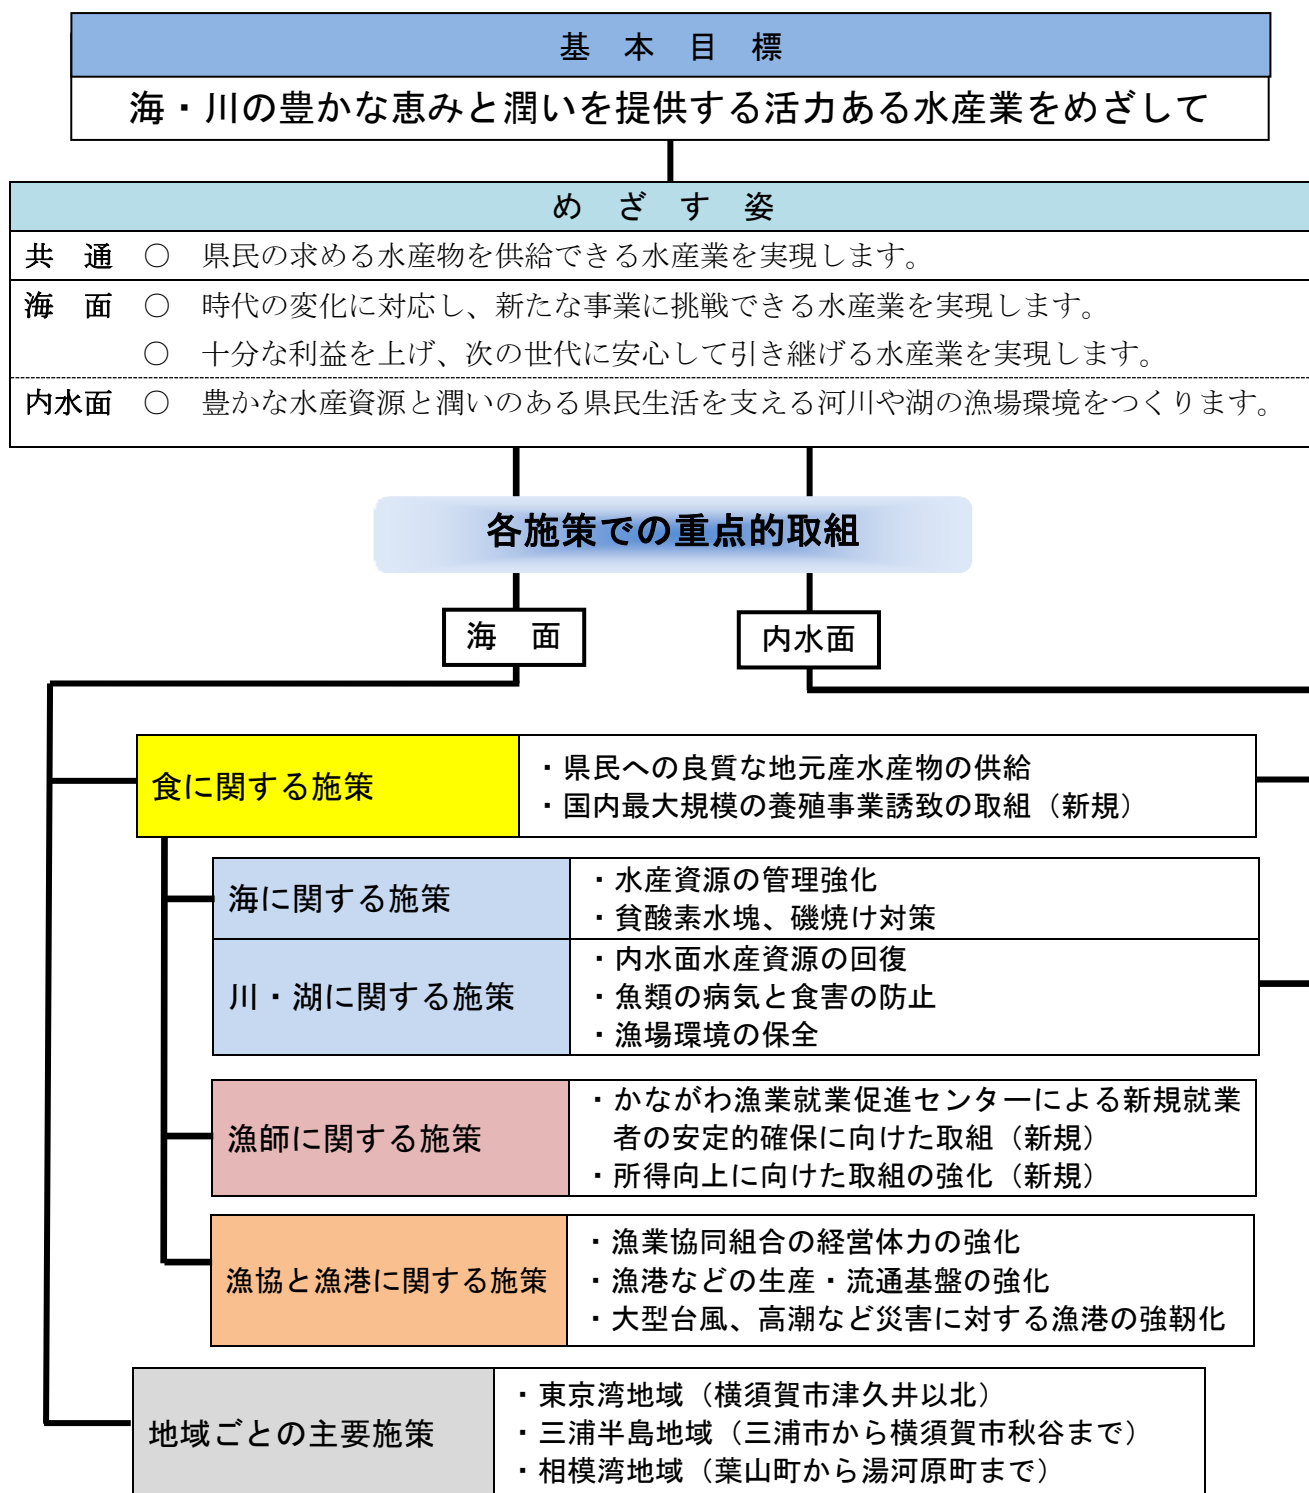 基本目標
海・川の豊かな恵みと潤いを提供する活力ある水産業をめざして
めざす姿
共通 ○ 県民の求める水産物を供給できる水産業を実現します。
海面 ○ 時代の変化に対応し、新たな事業に挑戦できる水産業を実現します。
○ 十分な利益を上げ、次の世代に安心して引き継げる水産業を実現します。
内水面 ○ 豊かな水産資源と潤いのある県民生活を支える河川や湖の漁場環境をつくります。
各施策での重点的取組
海面
内水面
食に関する施策
・県民への良質な地元産水産物の供給
・国内最大規模の養殖事業誘致の取組（新規）
海に関する施策
・水産資源の管理強化
・貧酸素水塊、磯焼け対策
川・湖に関する施策
・内水面水産資源の回復
・魚類の病気と食害の防止
・漁場環境の保全
漁師に関する施策
・かながわ漁業就業促進センターによる新規就業
者の安定的確保に向けた取組（新規）
・所得向上に向けた取組の強化（新規）
漁協と漁港に関する施策
・漁業協同組合の経営体力の強化
・漁港などの生産・流通基盤の強化
・大型台風、高潮など災害に対する漁港の強靭化
地域ごとの主要施策
・東京湾地域（横須賀市津久井以北）
・三浦半島地域（三浦市から横須賀市秋谷まで）
・相模湾地域（葉山町から湯河原町まで）